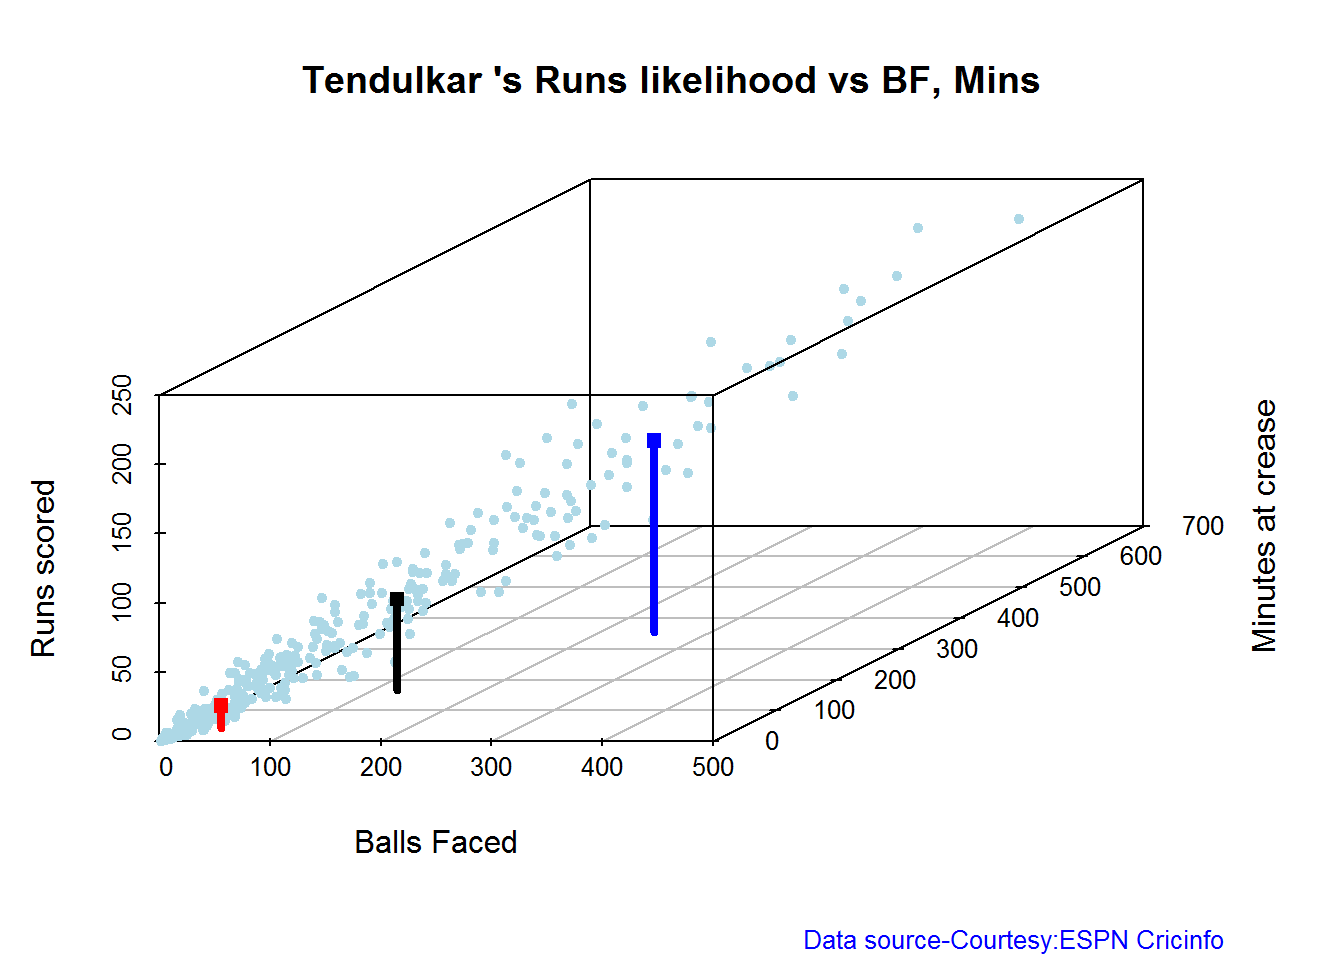 Tendulkar 's Runs likelihood vs BF, Mins
250
200
150
100
50
0
Runs scored
0 100 200 300 400 500
Balls Faced
0
100
200
300
400
500
600
700
Minutes at crease
Data source-Courtesy:ESPN Cricinfo